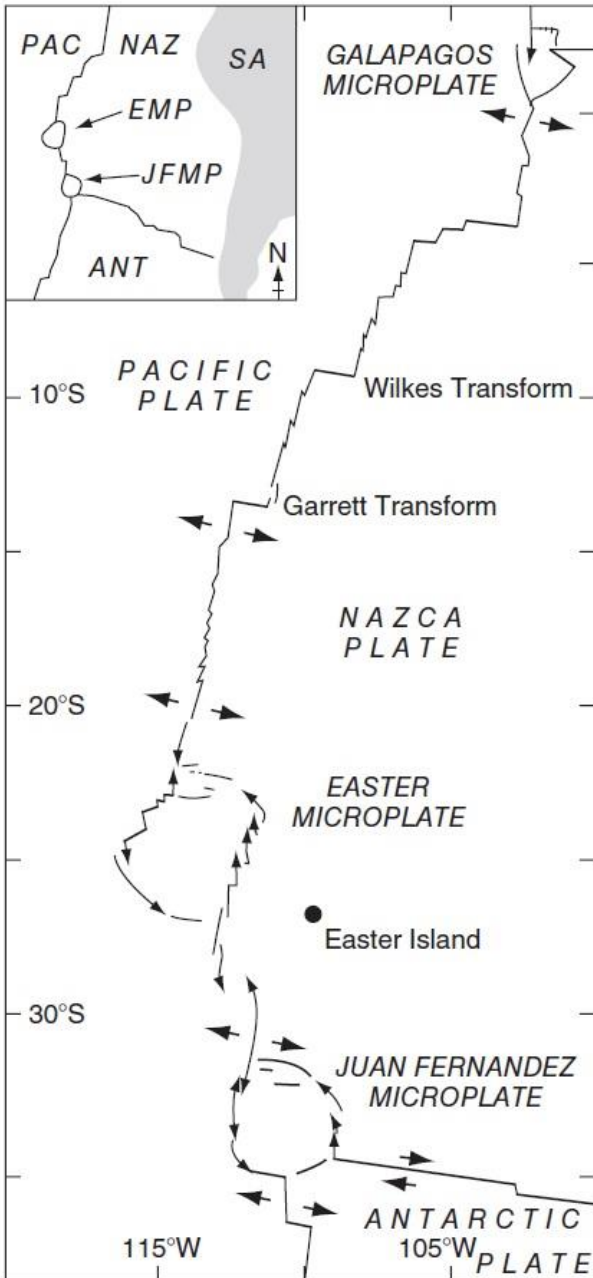 PAC NAZ
SA
EMP
JFMP
ANT
N
GALAPAGOS
MICROPLATE
PACIFIC
PLATE
10°S
Wilkes Transform
Garrett Transform
NAZCA
PLATE
20°S
EASTER
MICROPLATE
Easter Island
30°S
JUAN FERNANDEZ
MICROPLATE
ANTARCTIC
PLATE
115°W
105°W